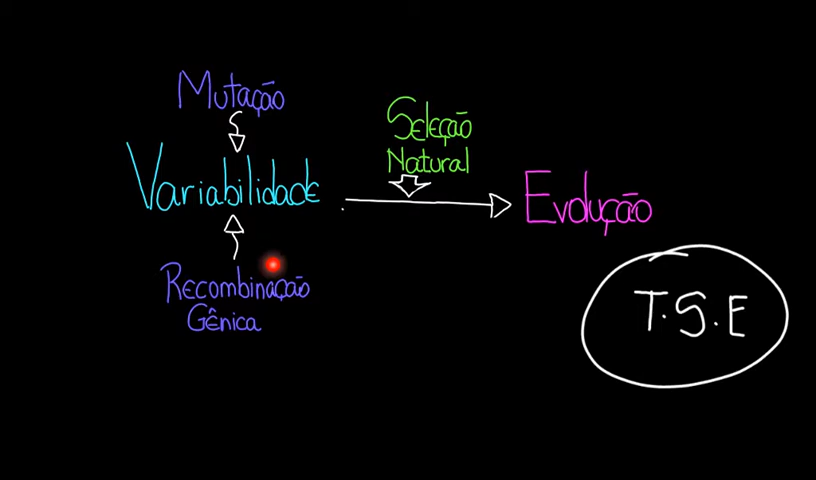 Mutação
Seleção
Natural
Variabilidade
Evolução
Recombinação
Gênica
T.S.E